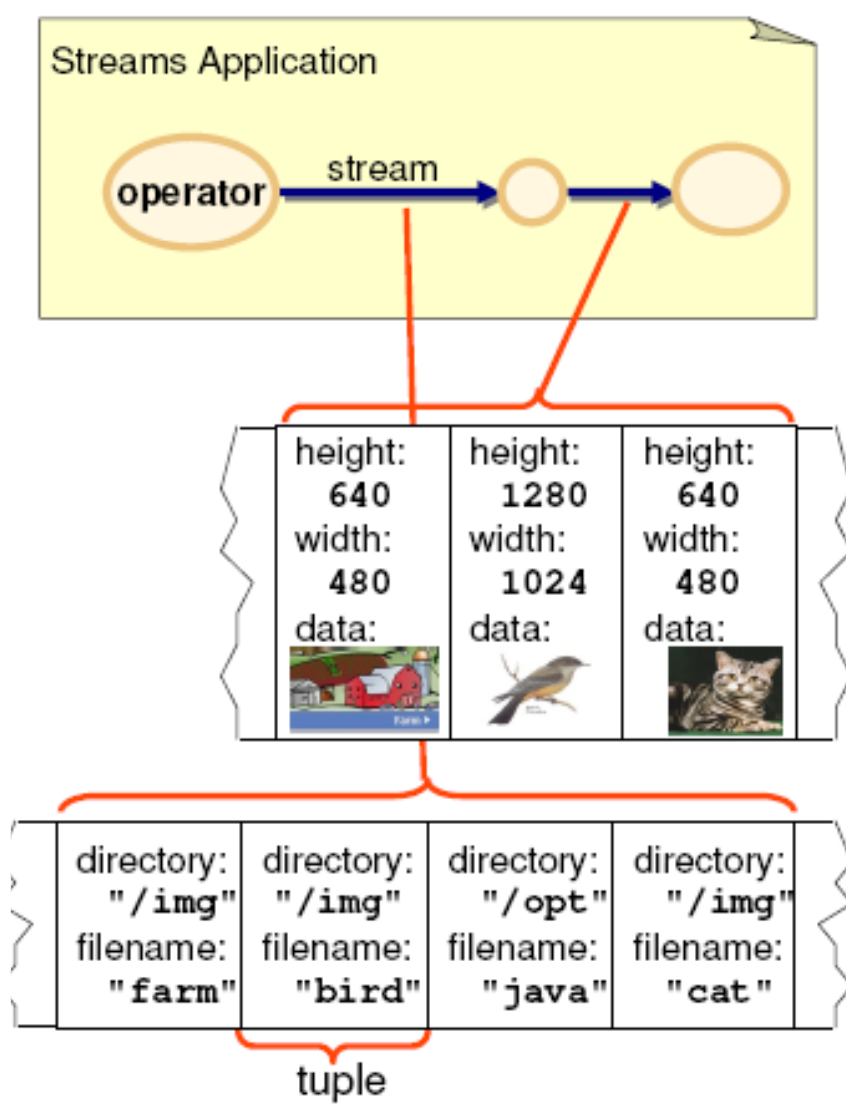 Streams Application
operator
stream
height:
640
width:
480
data:
Farm
height:
1280
width:
1024
data:
height:
640
width:
480
data:
directory:
"/img"
filename:
"farm"
directory:
"/img"
filename:
"bird"
directory:
"/opt"
filename:
"java"
directory:
"/img"
filename:
"cat"
tuple